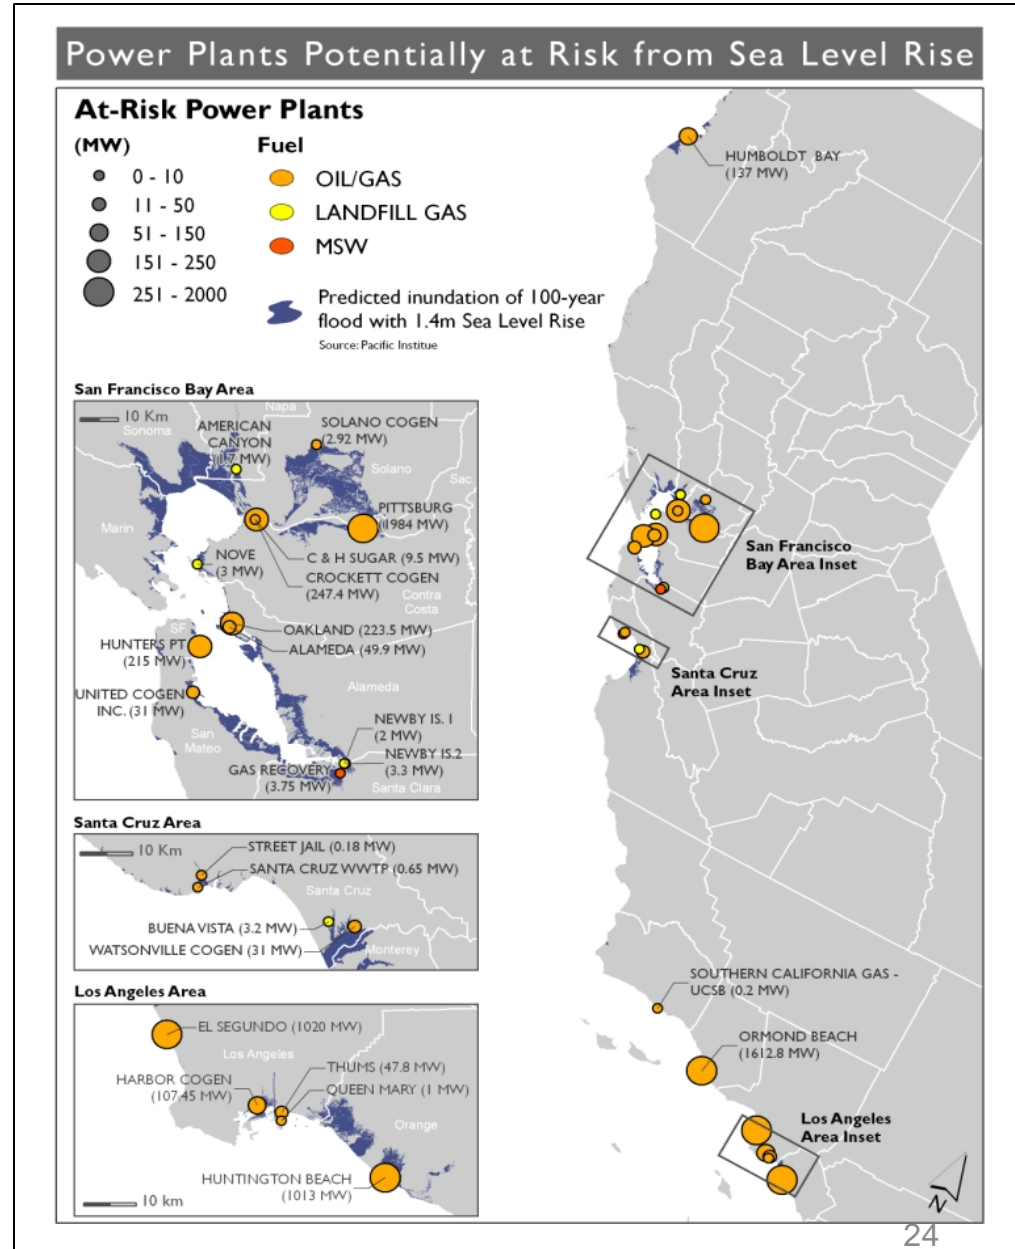 Power Plants Potentially at Risk from Sea Level Rise
At-Risk Power Plants
(MW)
0 - 10
11 - 50
51 - 150
151 - 250
251 - 2000
Fuel
OIL/GAS
LANDFILL GAS
MSW
Predicted inundation of 100-year
flood with 1.4m Sea Level Rise
Source: Pacific Institue
San Francisco Bay Area
10 Km
Sonoma
Napa
AMERICAN
CANYON
(1.7 MW)
SOLANO COGEN
(2.92 MW)
Solano
Sac.
PITTSBURG
(1984 MW)
Marin
C & H SUGAR (9.5 MW)
NOVE
(3 MW)
CROCKETT COGEN
(247.4 MW)
Contra
Costa
SF
OAKLAND (223.5 MW)
HUNTERS PT
(215 MW)
ALAMEDA (49.9 MW)
UNITED COGEN
INC. (31 MW)
Alameda
San
Mateo
NEWBY IS. 1
(2 MW)
NEWBY IS.2
(3.3 MW)
GAS RECOVERY
(3.75 MW)
Santa Clara
Santa Cruz Area
10 Km
STREET JAIL (0.18 MW)
SANTA CRUZ WWTP (0.65 MW)
Santa Cruz
BUENA VISTA (3.2 MW)
WATSONVILLE COGEN (31 MW)
Monterey
Los Angeles Area
EL SEGUNDO (1020 MW)
Los Angeles
THUMS (47.8 MW)
HARBOR COGEN
(107.45 MW)
QUEEN MARY (1 MW)
Orange
HUNTINGTON BEACH
(1013 MW)
10 km
HUMBOLDT BAY
(137 MW)
San Francisco
Bay Area Inset
Santa Cruz
Area Inset
SOUTHERN CALIFORNIA GAS -
UCSB (0.2 MW)
ORMOND BEACH
(1612.8 MW)
Los Angeles
Area Inset
N
24